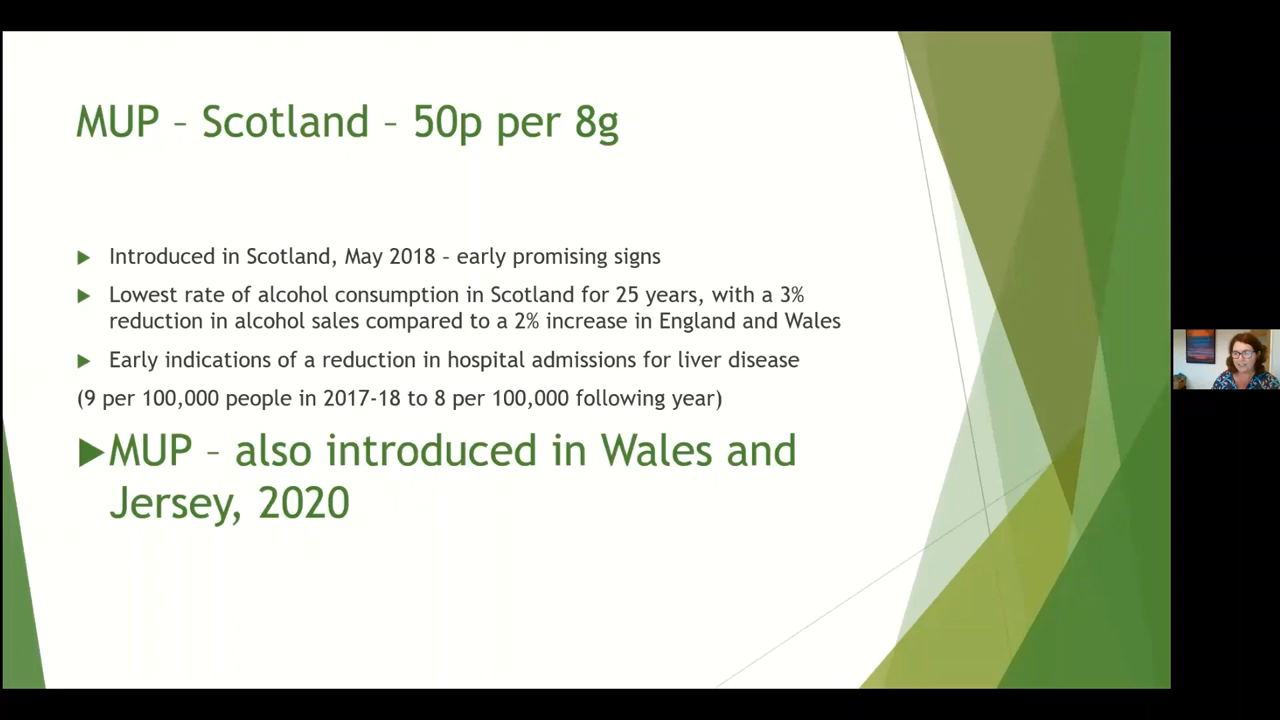 MUP – Scotland – 50p per 8g
Introduced in Scotland, May 2018 – early promising signs
Lowest rate of alcohol consumption in Scotland for 25 years, with a 3%
reduction in alcohol sales compared to a 2% increase in England and Wales
Early indications of a reduction in hospital admissions for liver disease
(9 per 100,000 people in 2017-18 to 8 per 100,000 following year)
MUP – also introduced in Wales and
Jersey, 2020